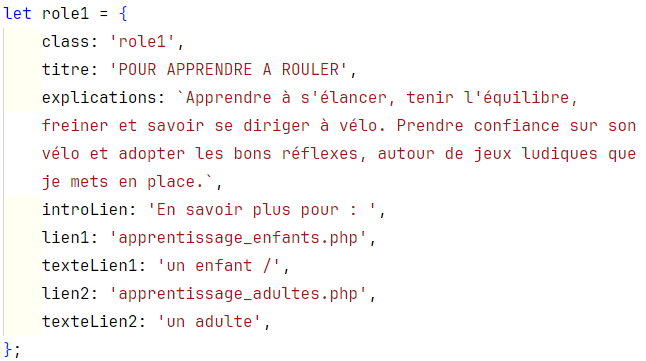 let role1 = {
class: 'role1',
titre: 'POUR APPRENDRE A ROULER',
explications: `Apprendre à s'élancer, tenir l'équilibre,
freiner et savoir se diriger à vélo. Prendre confiance sur son
vélo et adopter les bons réflexes, autour de jeux ludiques que
je mets en place.`,
introLien: 'En savoir plus pour : ',
lien1: 'apprentissage_enfants.php',
texteLien1: 'un enfant /',
lien2: 'apprentissage_adultes.php',
texteLien2: 'un adulte',
};